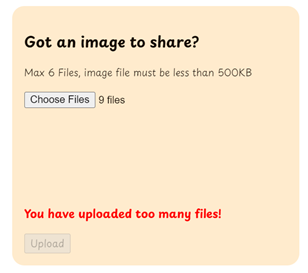 Got an image to share?
Max 6 Files, image file must be less than 500KB
Choose Files 9 files
You have uploaded too many files!
Upload